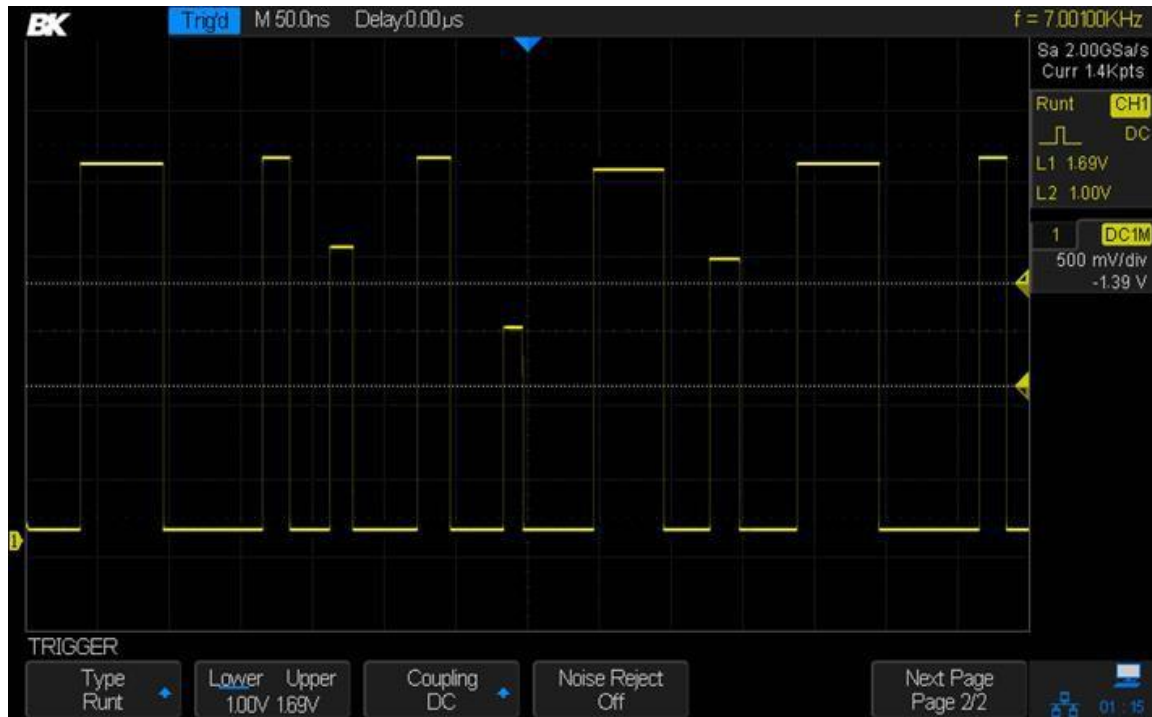 BK Trig'd M 50.0ns Delay:0.00µs f = 7.00100KHz
Sa 2.00GSa/s
Curr 1.4Kpts
Runt CH1
DC
L1 1.69V
L2 1.00V
1 DC1M
500 mV/div
-1.39 V
1
TRIGGER
Type
Runt
Lower Upper
1.00V 1.69V
Coupling
DC
Noise Reject
Off
Next Page
Page 2/2
01 : 15